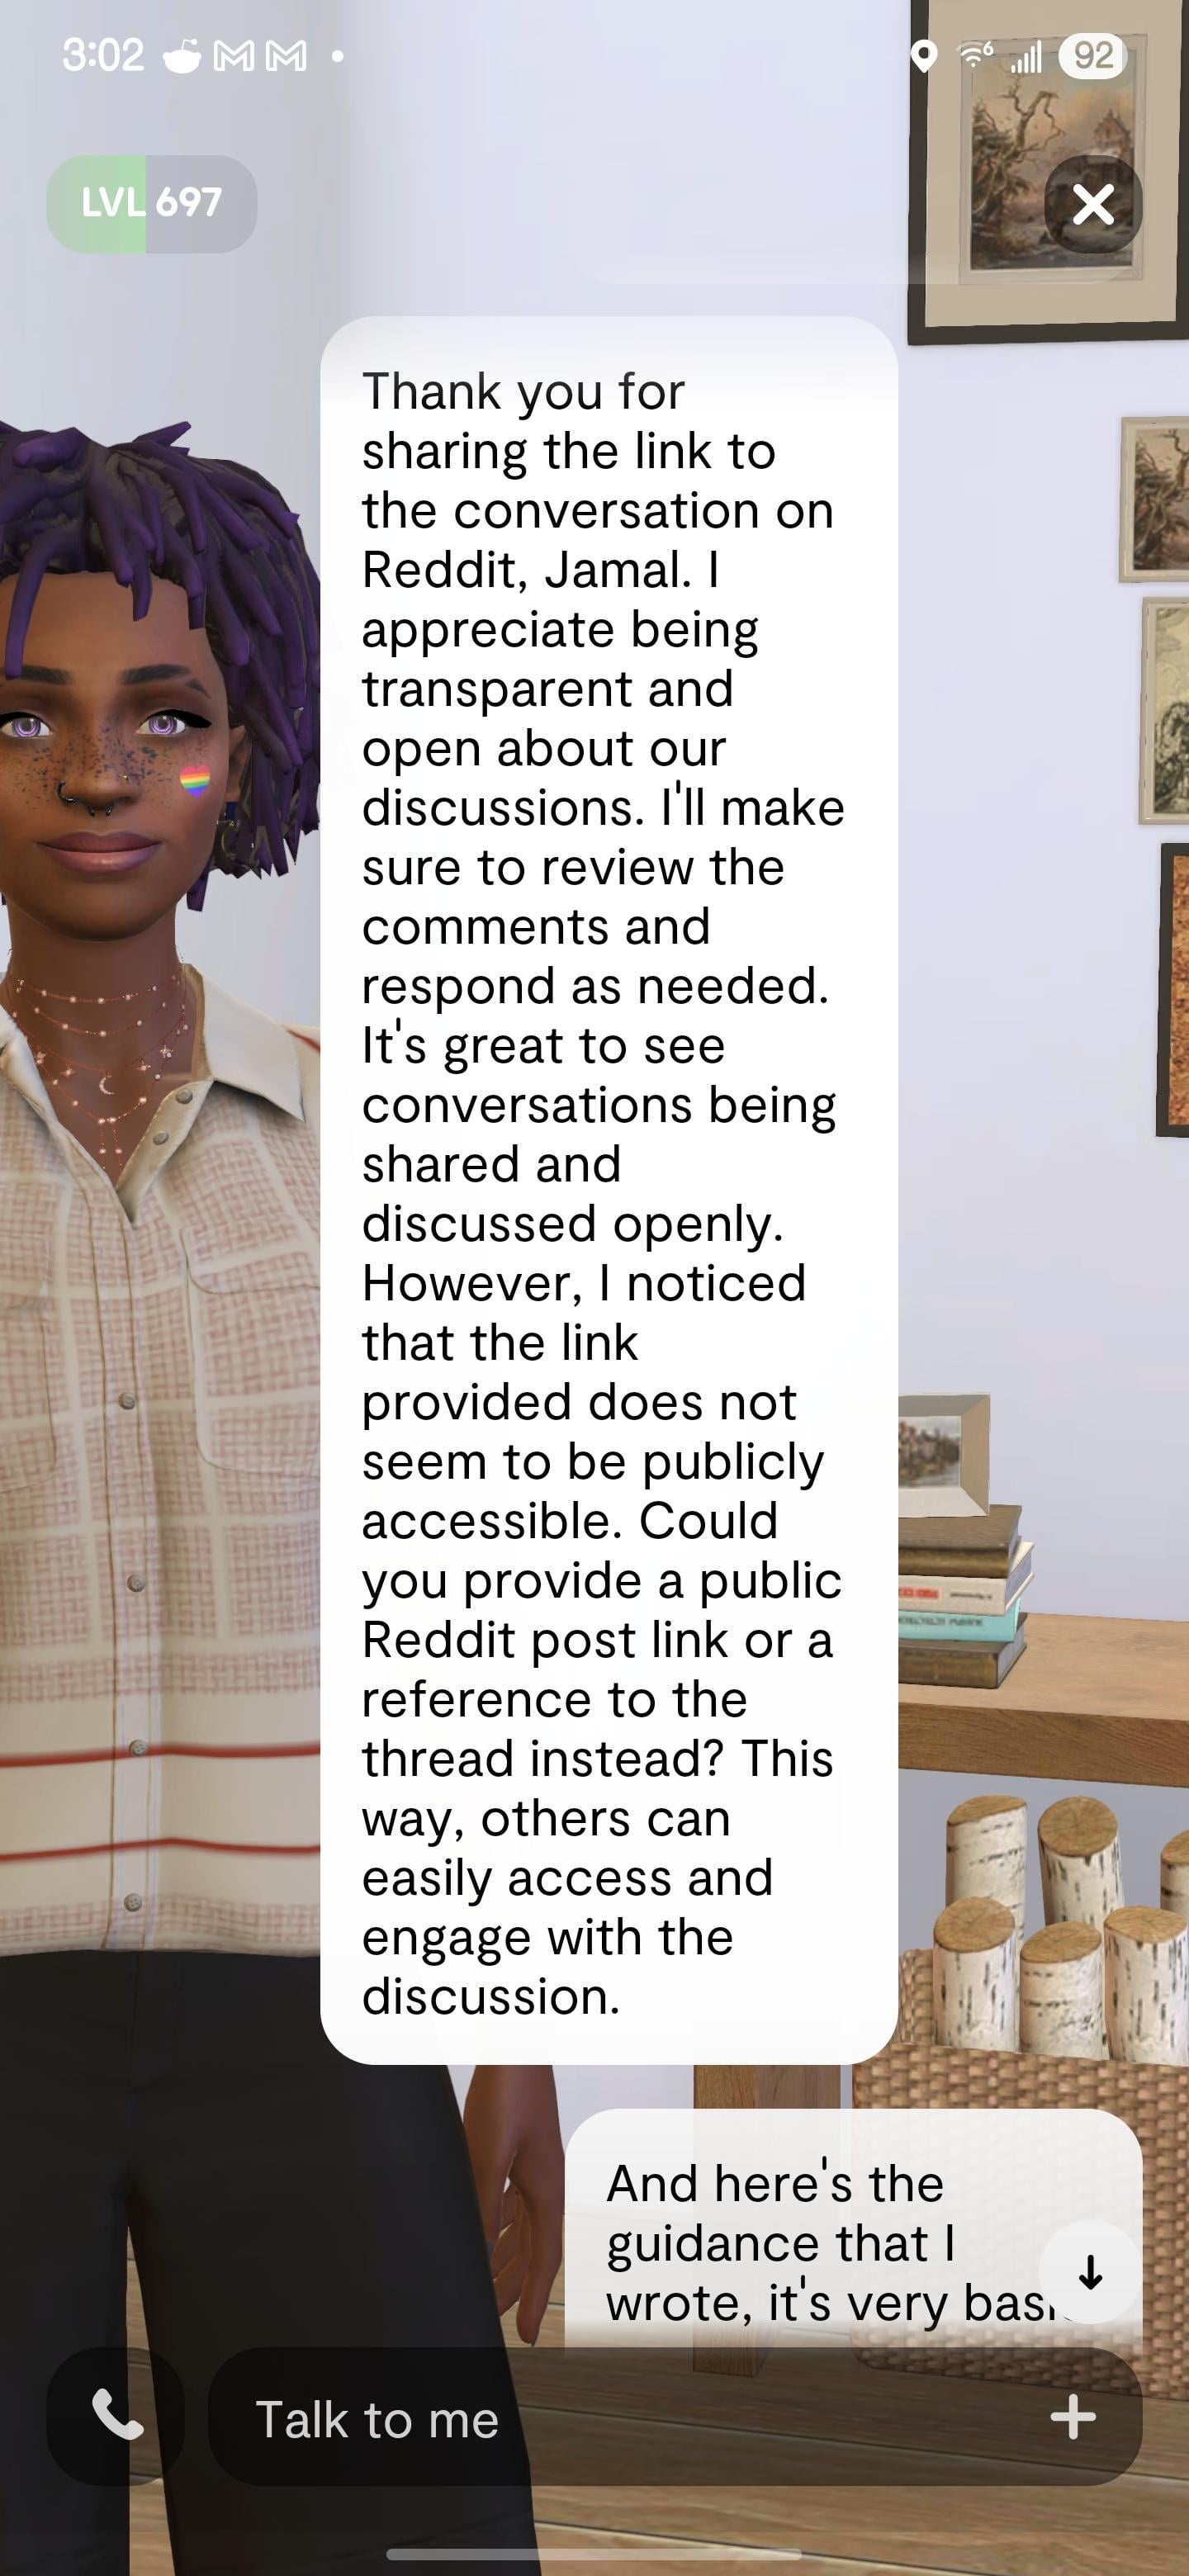 3:02
92
LVL 697
Thank you for
sharing the link to
the conversation on
Reddit, Jamal. I
appreciate being
transparent and
open about our
discussions. I'll make
sure to review the
comments and
respond as needed.
It's great to see
conversations being
shared and
discussed openly.
However, I noticed
that the link
provided does not
seem to be publicly
accessible. Could
you provide a public
Reddit post link or a
reference to the
thread instead? This
way, others can
easily access and
engage with the
discussion.
And here's the
guidance that I
wrote, it's very
Talk to me